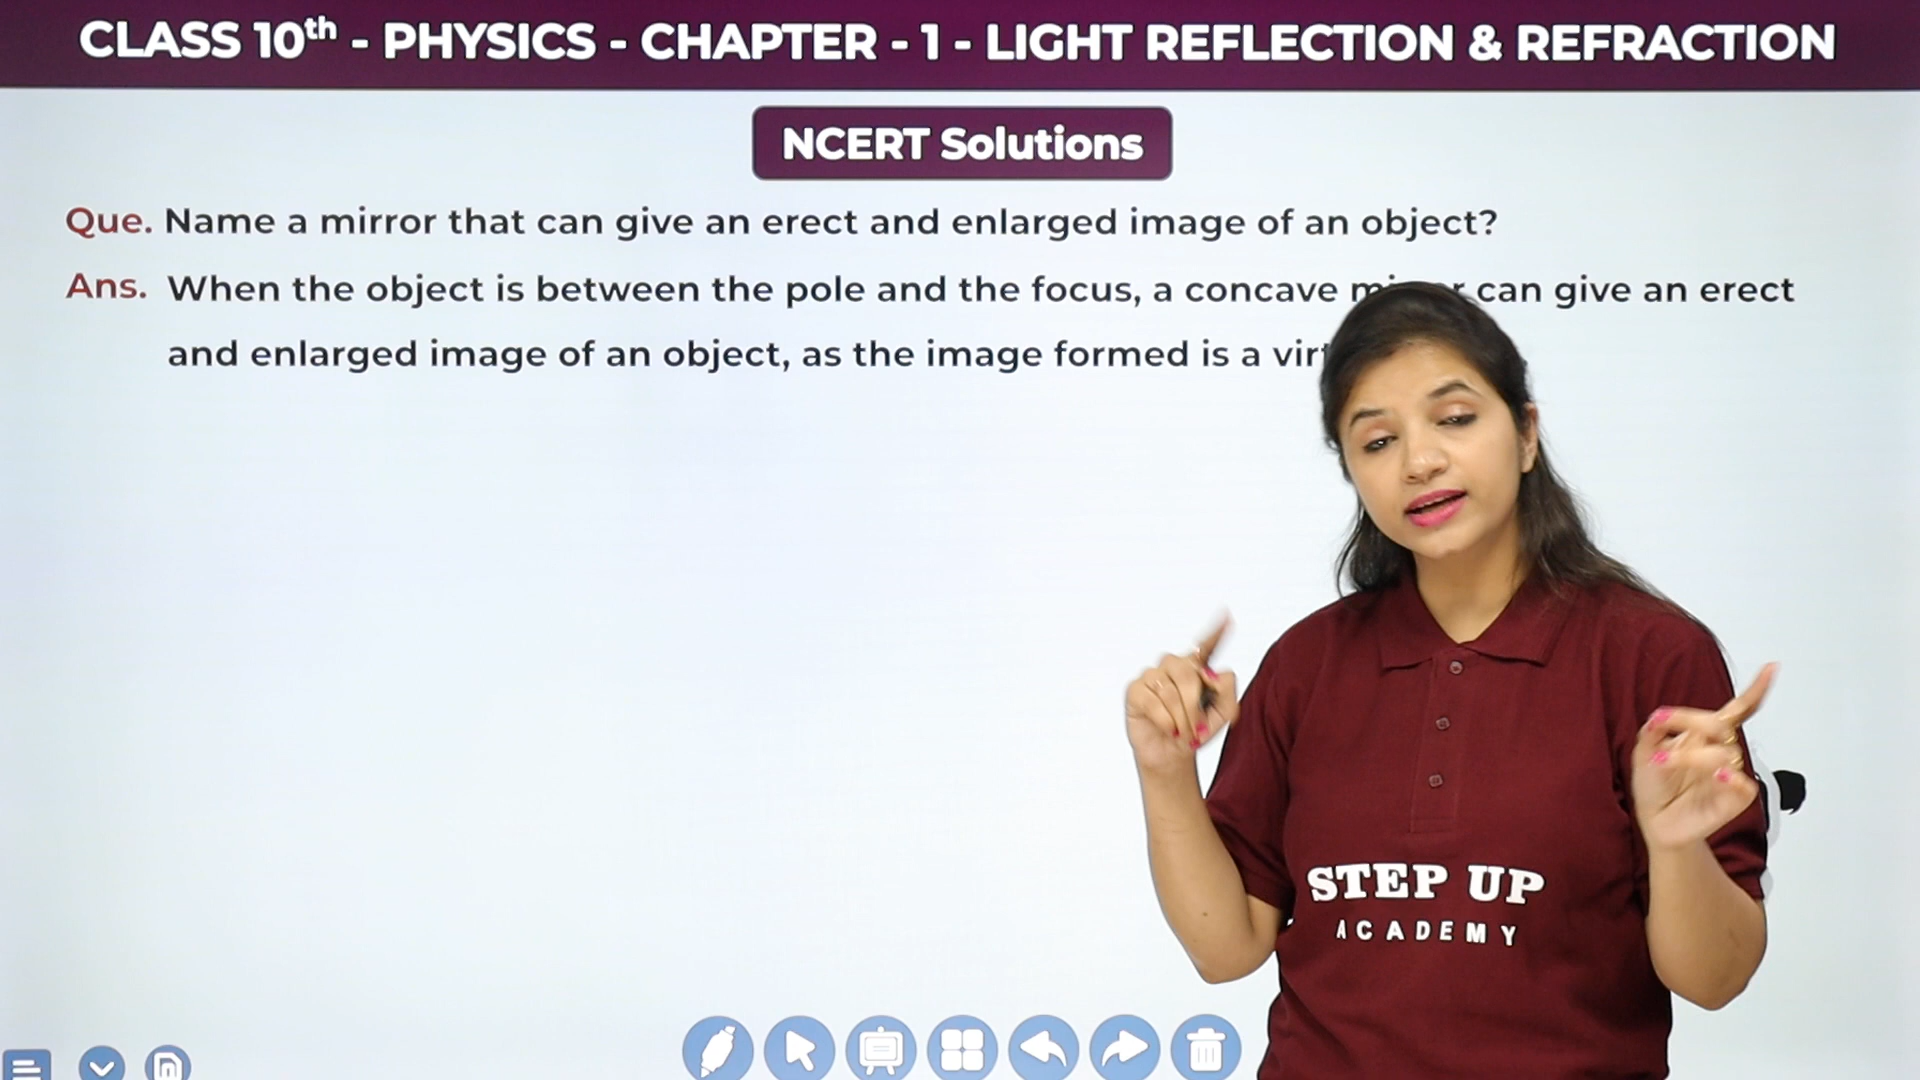 CLASS 10th - PHYSICS - CHAPTER - 1 - LIGHT REFLECTION & REFRACTION
NCERT Solutions
Que. Name a mirror that can give an erect and enlarged image of an object?
Ans. When the object is between the pole and the focus, a concave can give an erect
and enlarged image of an object, as the image formed is a
STEP UP
ACADEMY